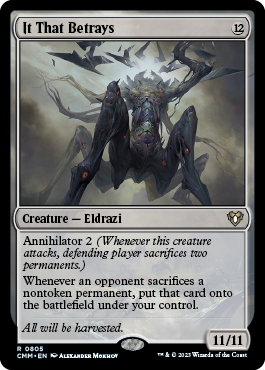 It That Betrays 12
Creature — Eldrazi
Annihilator 2 (Whenever this creature
attacks, defending player sacrifices two
permanents.)
Whenever an opponent sacrifices a
nontoken permanent, put that card onto
the battlefield under your control.
All will be harvested.
11/11
R 0805
CMM • EN ALEXANDER MOKHOV
™ & © 2023 Wizards of the Coast